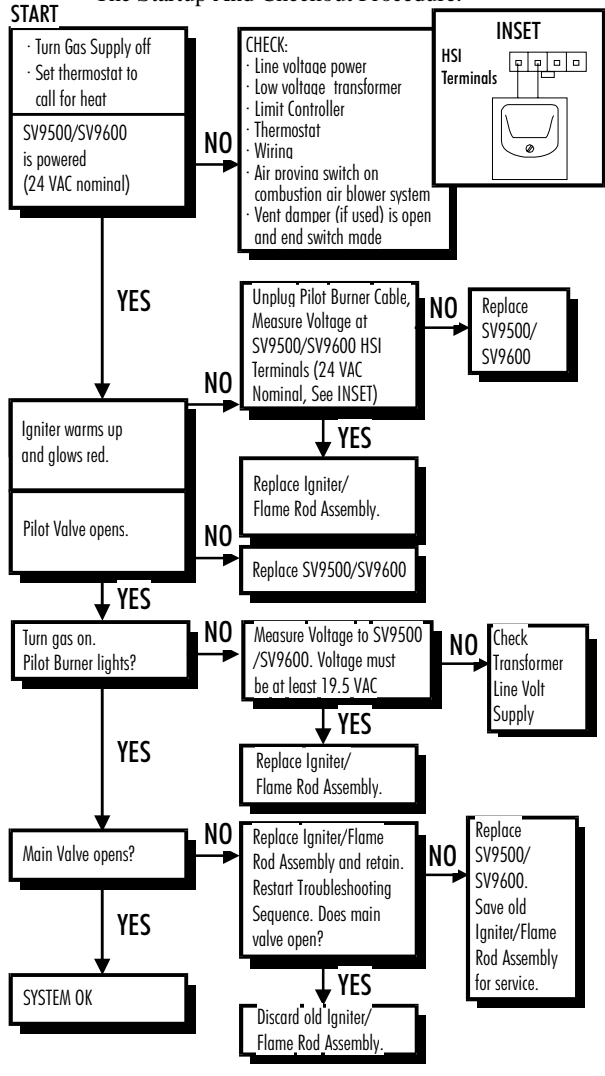 The Startup And Checkout Procedure.
START
· Turn Gas Supply off
· Set thermostat to
call for heat
SV9500/SV9600
is powered
(24 VAC nominal)
NO
CHECK:
· Line voltage power
· Low voltage transformer
· Limit Controller
· Thermostat
· Wiring
· Air proving switch on
combustion air blower system
· Vent damper (if used) is open
and end switch made
INSET
HSI
Terminals
YES
Unplug Pilot Burner Cable,
Measure Voltage at
SV9500/SV9600 HSI
Terminals (24 VAC
Nominal, See INSET)
NO
Replace
SV9500/
SV9600
NO
YES
Igniter warms up
and glows red.
Replace Igniter/
Flame Rod Assembly.
Pilot Valve opens.
NO
Replace SV9500/SV9600
YES
Turn gas on.
Pilot Burner lights?
NO
Measure Voltage to SV9500
/SV9600. Voltage must
be at least 19.5 VAC
NO
Check
Transformer
Line Volt
Supply
YES
YES
Replace Igniter/
Flame Rod Assembly.
Main Valve opens?
NO
Replace Igniter/Flame
Rod Assembly and retain.
Restart Troubleshooting
Sequence. Does main
valve open?
NO
Replace
SV9500/
SV9600.
Save old
Igniter/Flame
Rod Assembly
for service.
YES
YES
SYSTEM OK
Discard old Igniter/
Flame Rod Assembly.